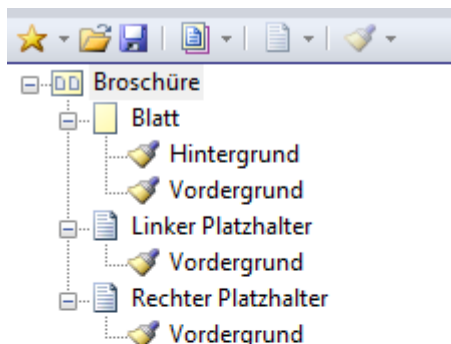 Broschüre
Blatt
Hintergrund
Vordergrund
Linker Platzhalter
Vordergrund
Rechter Platzhalter
Vordergrund